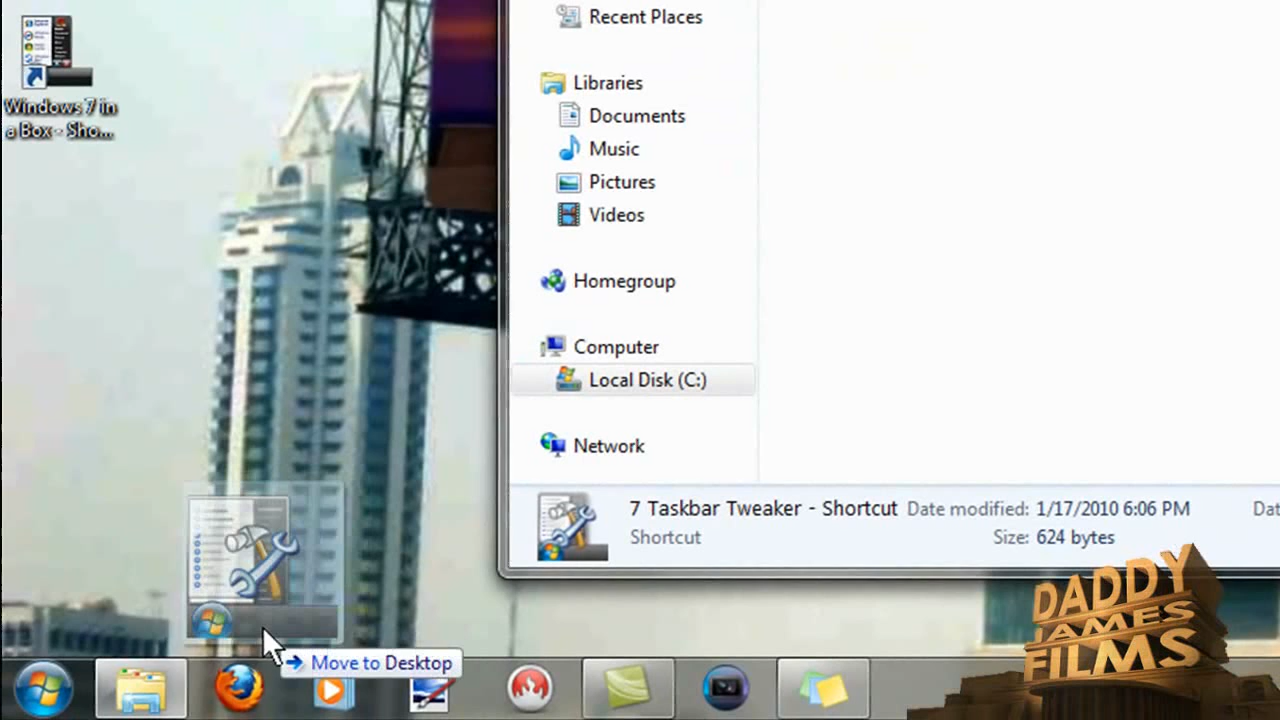 Windows 7 in
a Box - Sho...
Recent Places
Libraries
Documents
Music
Pictures
Videos
Homegroup
Computer
Local Disk (C:)
Network
7 Taskbar Tweaker - Shortcut Date modified: 1/17/2010 6:06 PM Dat
Shortcut Size: 624 bytes
Move to Desktop
DADDY
JAMES
FILMS